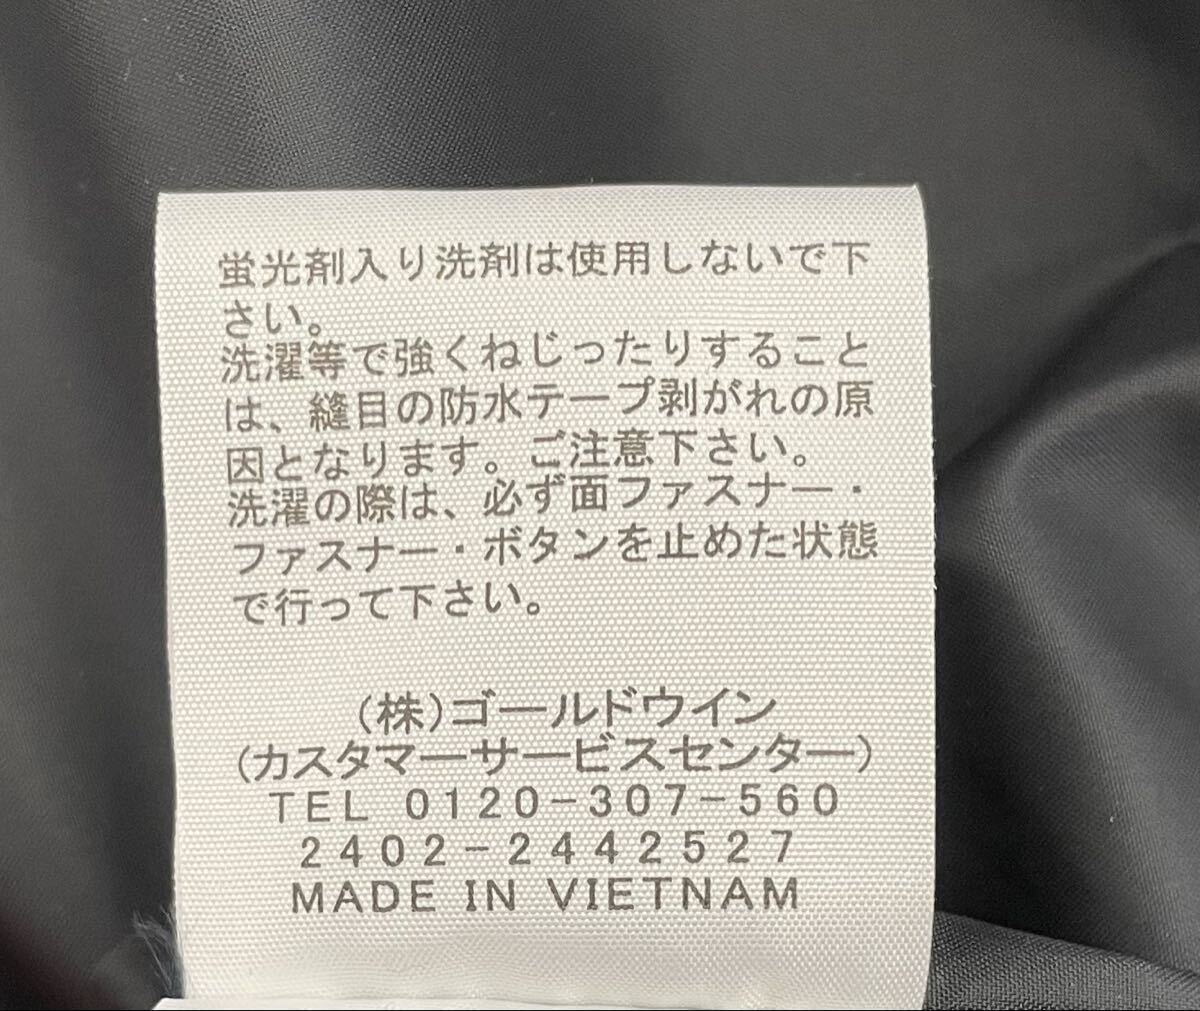 蛍光剤入り洗剤は使用しないで下
さい。
洗濯等で強くねじったりすること
は、縫目の防水テープ剥がれの原
因となります。ご注意下さい。
洗濯の際は、必ず面ファスナー・
ファスナー・ボタンを止めた状態
で行って下さい。
(株)ゴールドウイン
(カスタマーサービスセンター)
TEL 0120-307-560
2402-2442527
MADE IN VIETNAM